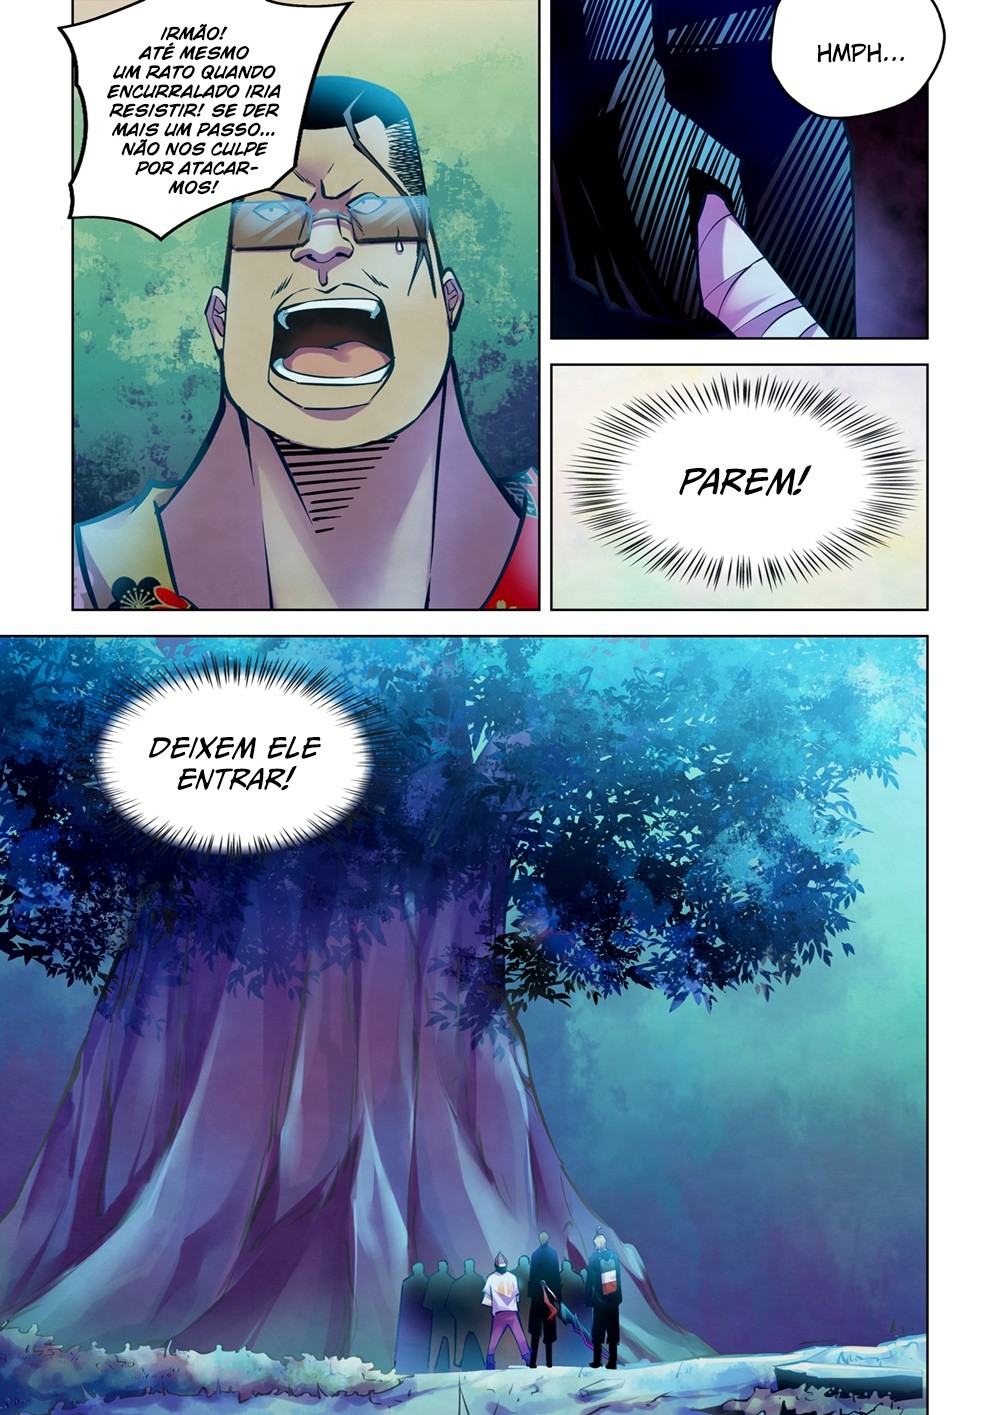 IRMÃO!
ATÉ MESMO
UM RATO QUANDO
ENCURRALADO IRIA
RESISTIR! SE DER
MAIS UM PASSO...
NÃO NOS CULPE
POR ATACAR-
MOS!
HMPH...
PAREM!
DEIXEM ELE
ENTRAR!